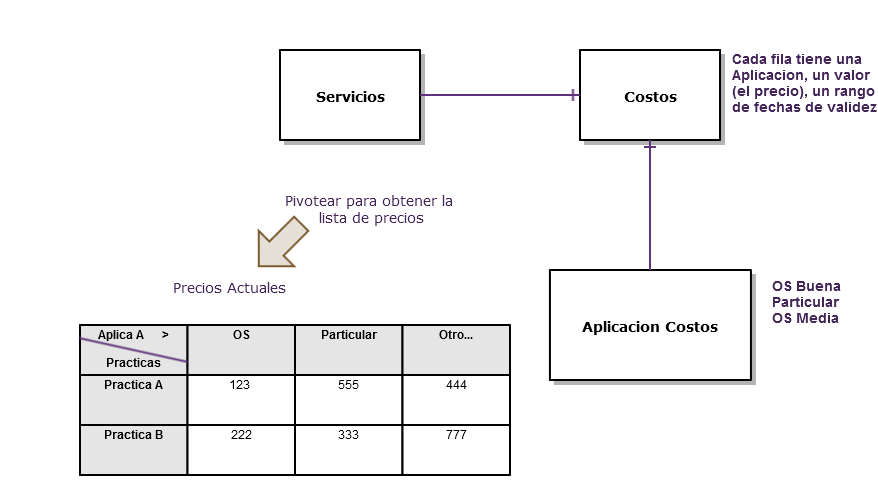 Servicios
Costos
Cada fila tiene una
Aplicacion, un valor
(el precio), un rango
de fechas de validez
Pivotear para obtener la
lista de precios
Precios Actuales
Aplicacion Costos
OS Buena
Particular
OS Media
Aplica A >
Practicas
OS
Particular
Otro...
Practica A
123
555
444
Practica B
222
333
777